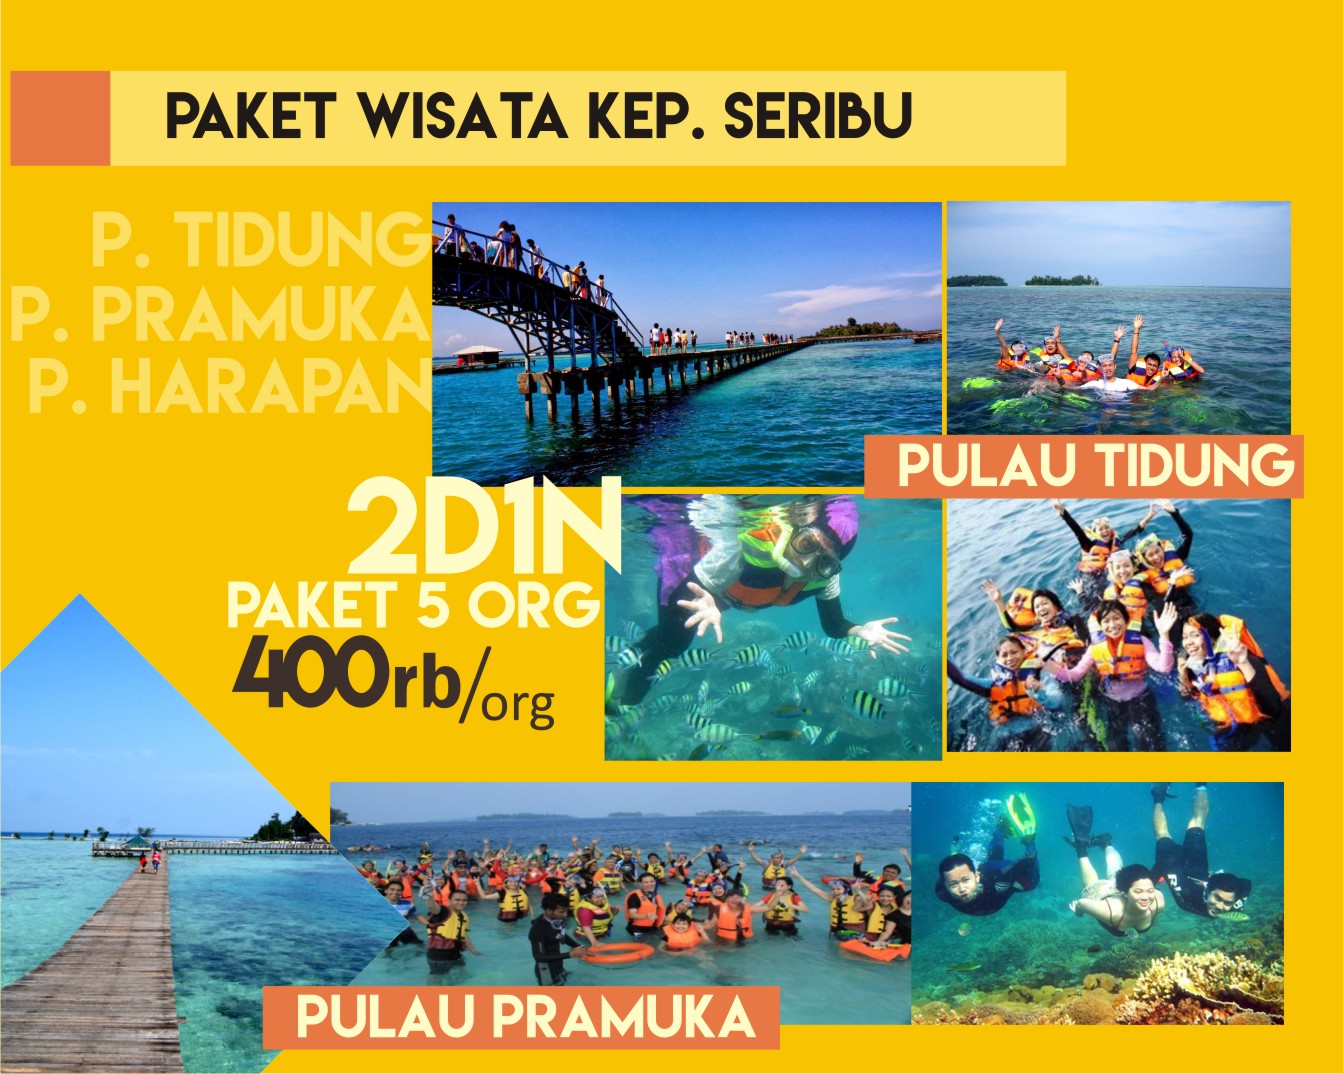 PAKET WISATA KEP. SERIBU
P. TIDUNG
P. PRAMUKA
P. HARAPAN
2D1N
PAKET 5 ORG
400rb/org
PULAU TIDUNG
PULAU PRAMUKA